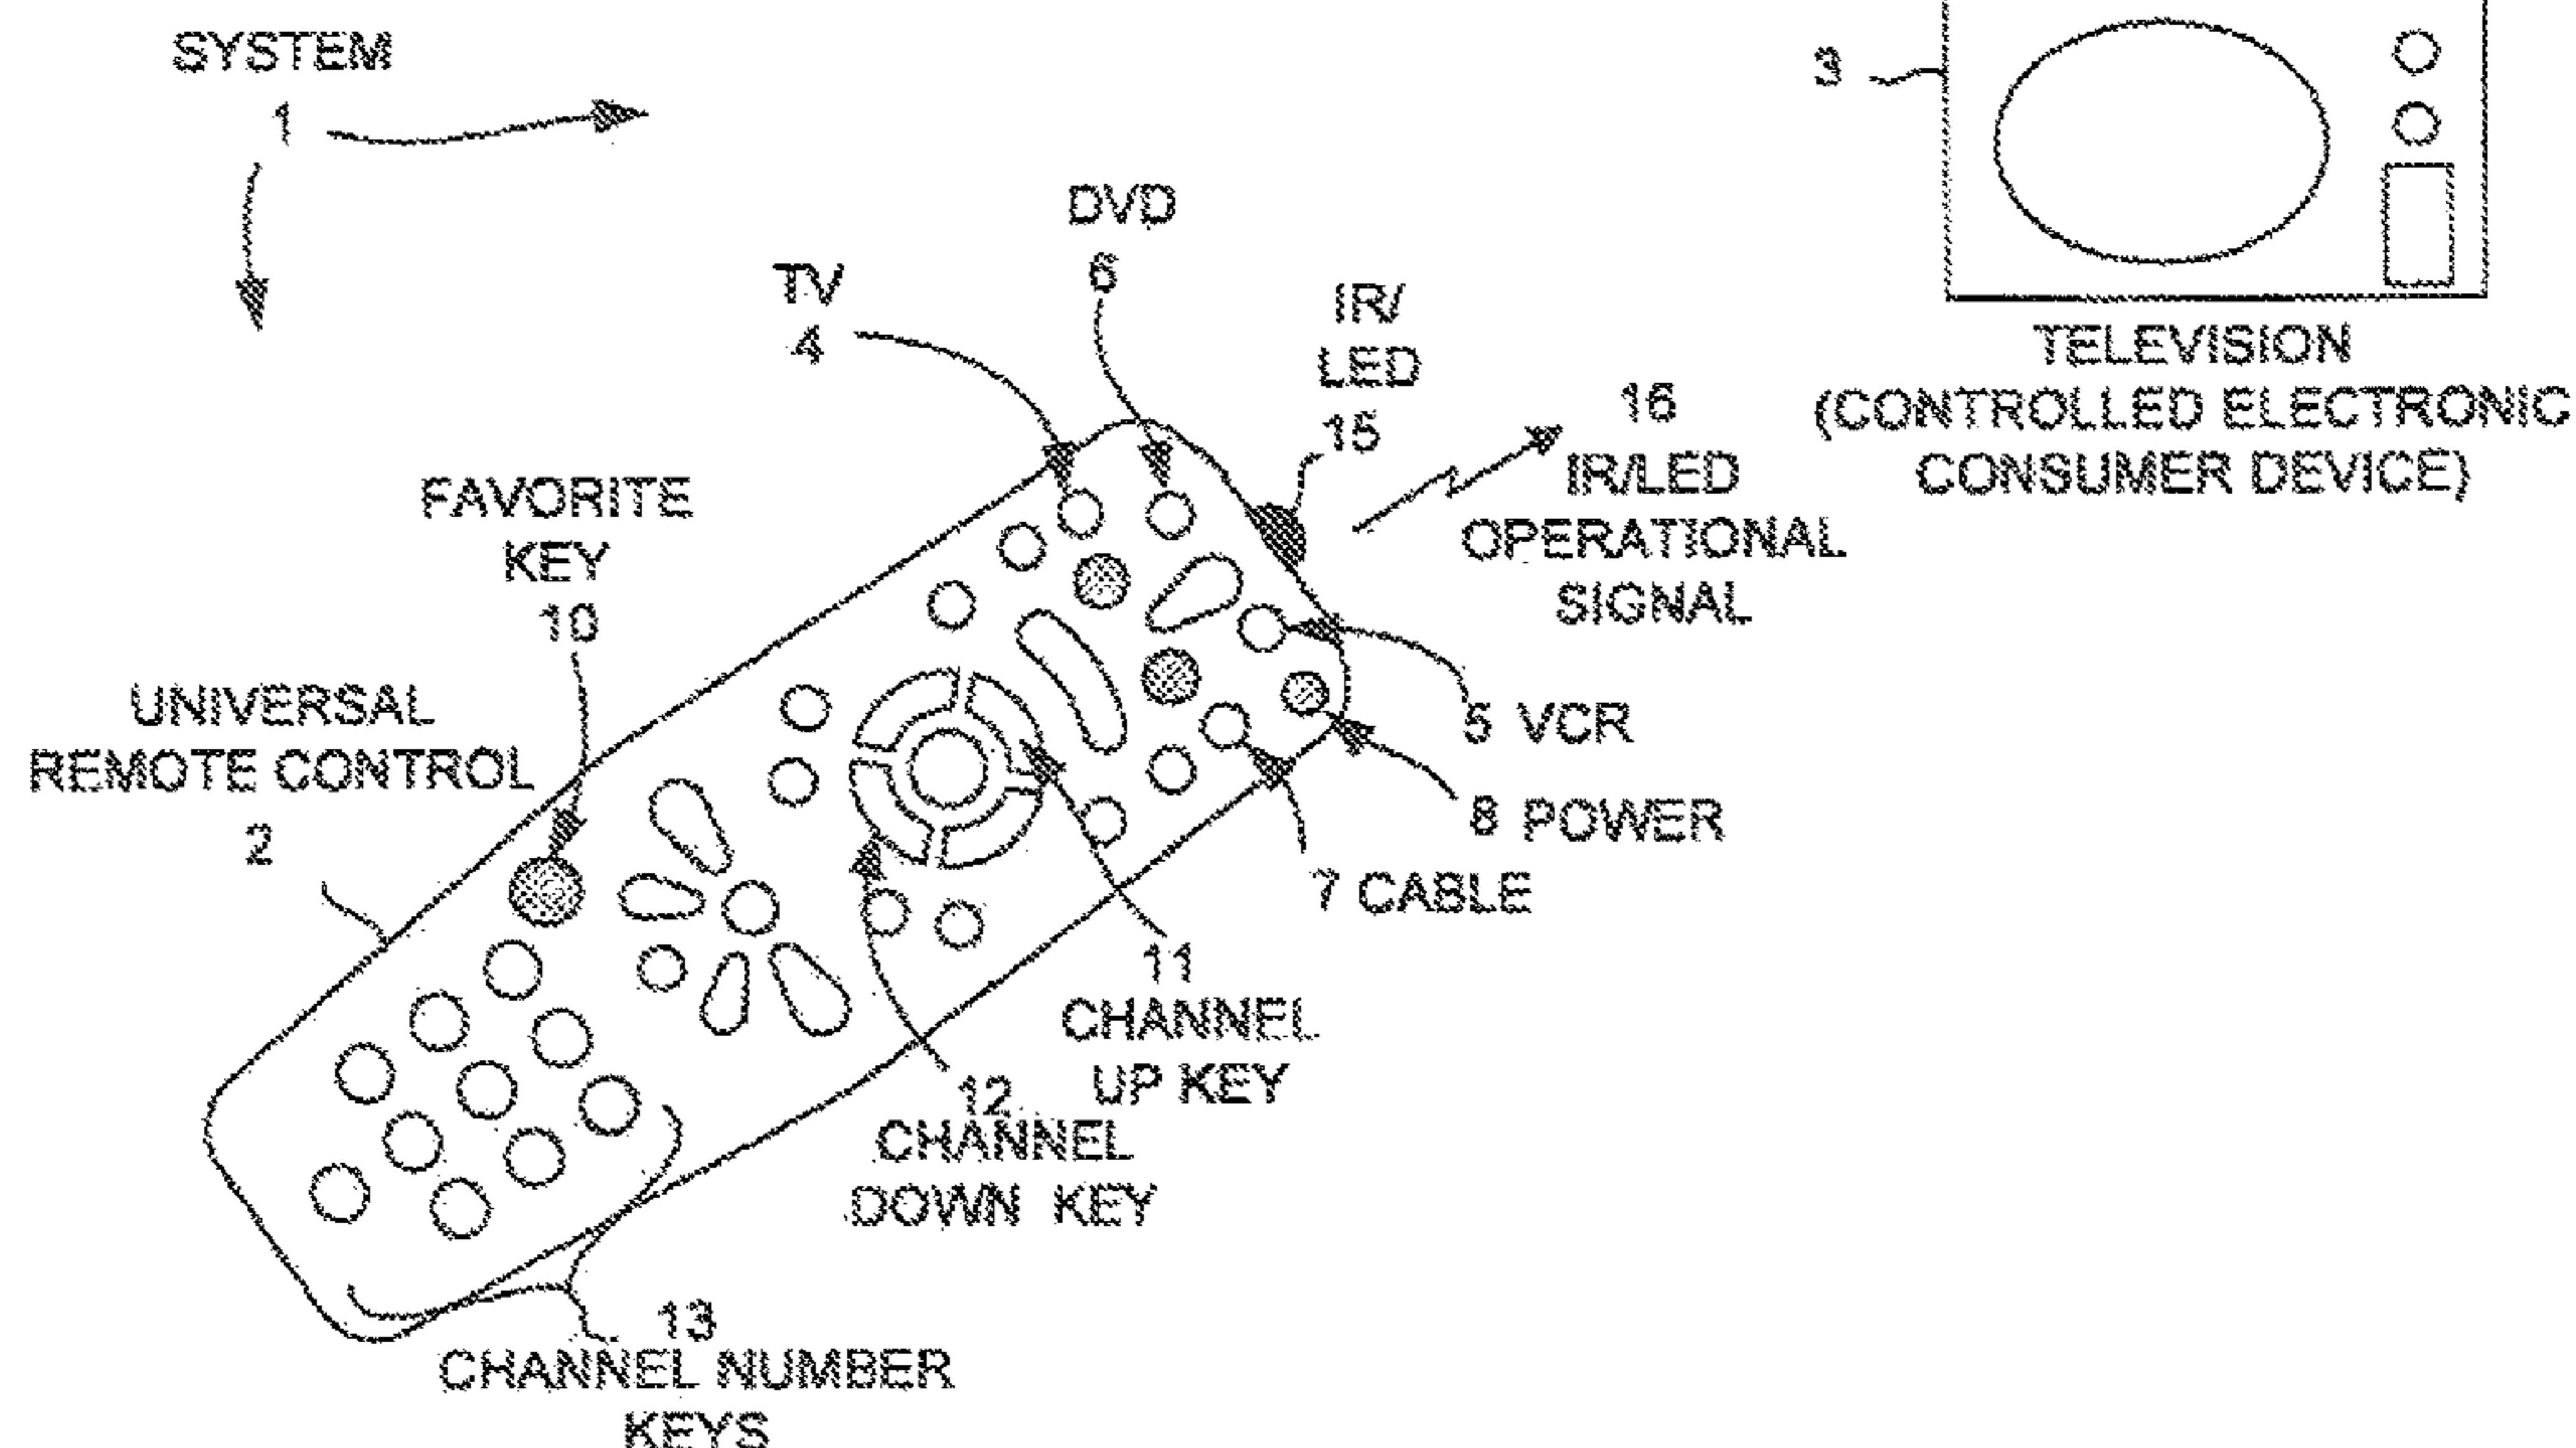 SYSTEM
1
3
TELEVISION
(CONTROLLED ELECTRONIC
CONSUMER DEVICE)
DVD
6
TV
4
IR/
LED
15
16
IR/LED
OPERATIONAL
SIGNAL
FAVORITE
KEY
10
UNIVERSAL
REMOTE CONTROL
2
5 VCR
8 POWER
7 CABLE
11
CHANNEL
UP KEY
12
CHANNEL
DOWN KEY
13
CHANNEL NUMBER
KEYS